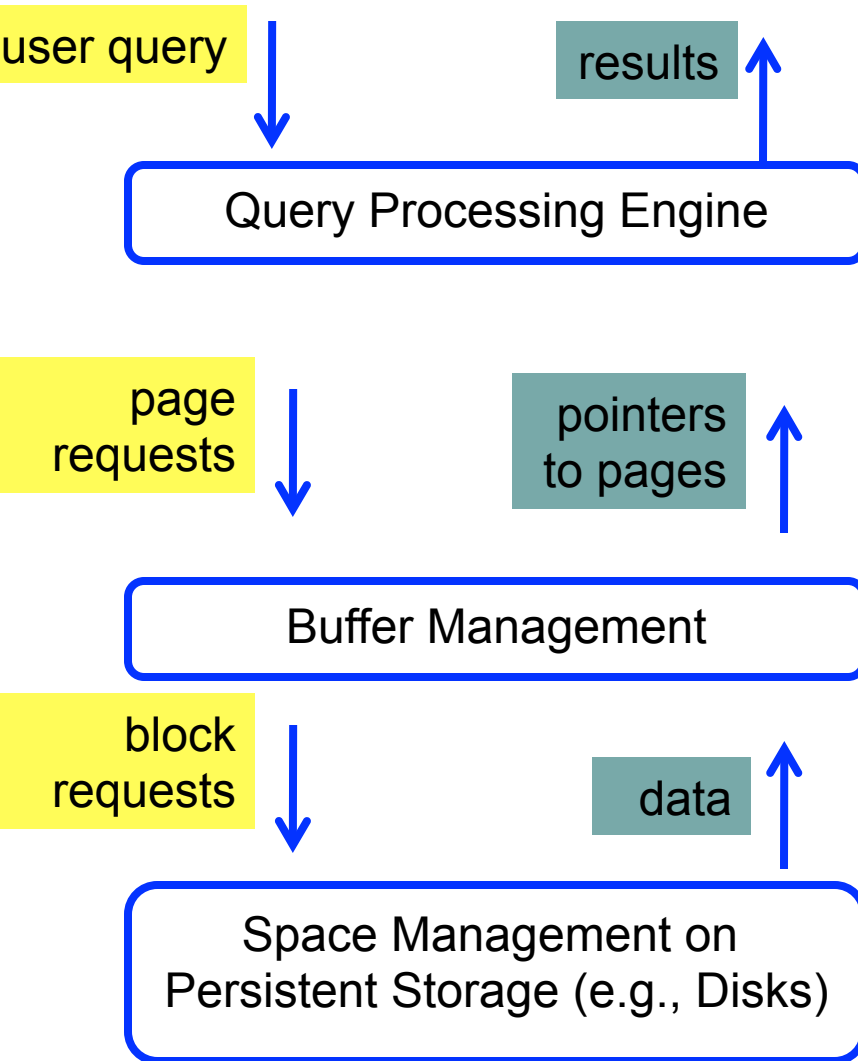 user query
results
Query Processing Engine
page
requests
pointers
to pages
Buffer Management
block
requests
data
Space Management on
Persistent Storage (e.g., Disks)